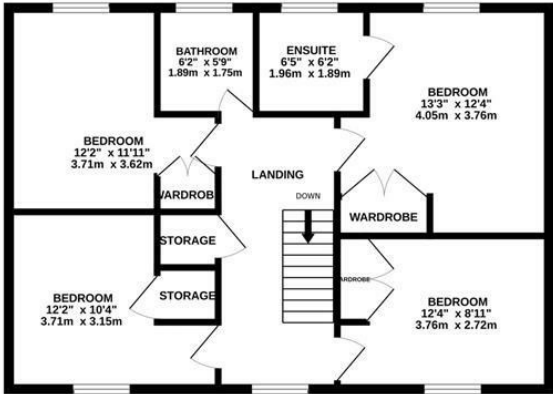 BATHROOM
6'2" x 5'9"
1.89m x 1.75m
ENSUITE
6'5" x 6'2"
1.96m x 1.89m
BEDROOM
13'3" x 12'4"
4.05m x 3.76m
BEDROOM
12'2" x 11'11"
3.71m x 3.62m
LANDING
DOWN
WARDROB
WARDROBE
STORAGE
ARDROBE
STORAGE
BEDROOM
12'2" x 10'4"
3.71m x 3.15m
BEDROOM
12'4" x 8'11"
3.76m x 2.72m